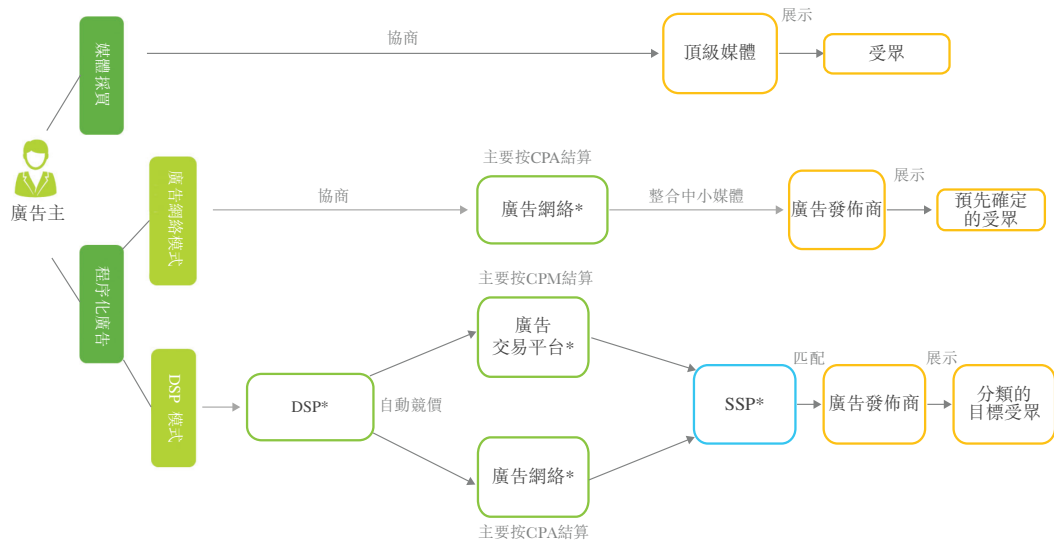 展示
協商
頂級媒體
受眾
媒體採買
廣告主
主要按CPA結算
廣告網絡模式
協商
廣告網絡*
整合中小媒體
廣告發佈商
展示
預先確定
的受眾
程序化廣告
主要按CPM結算
廣告
交易平台*
DSP 模式
DSP*
自動競價
SSP*
匹配
廣告發佈商
展示
分類的
目標受眾
廣告網絡*
主要按CPA結算